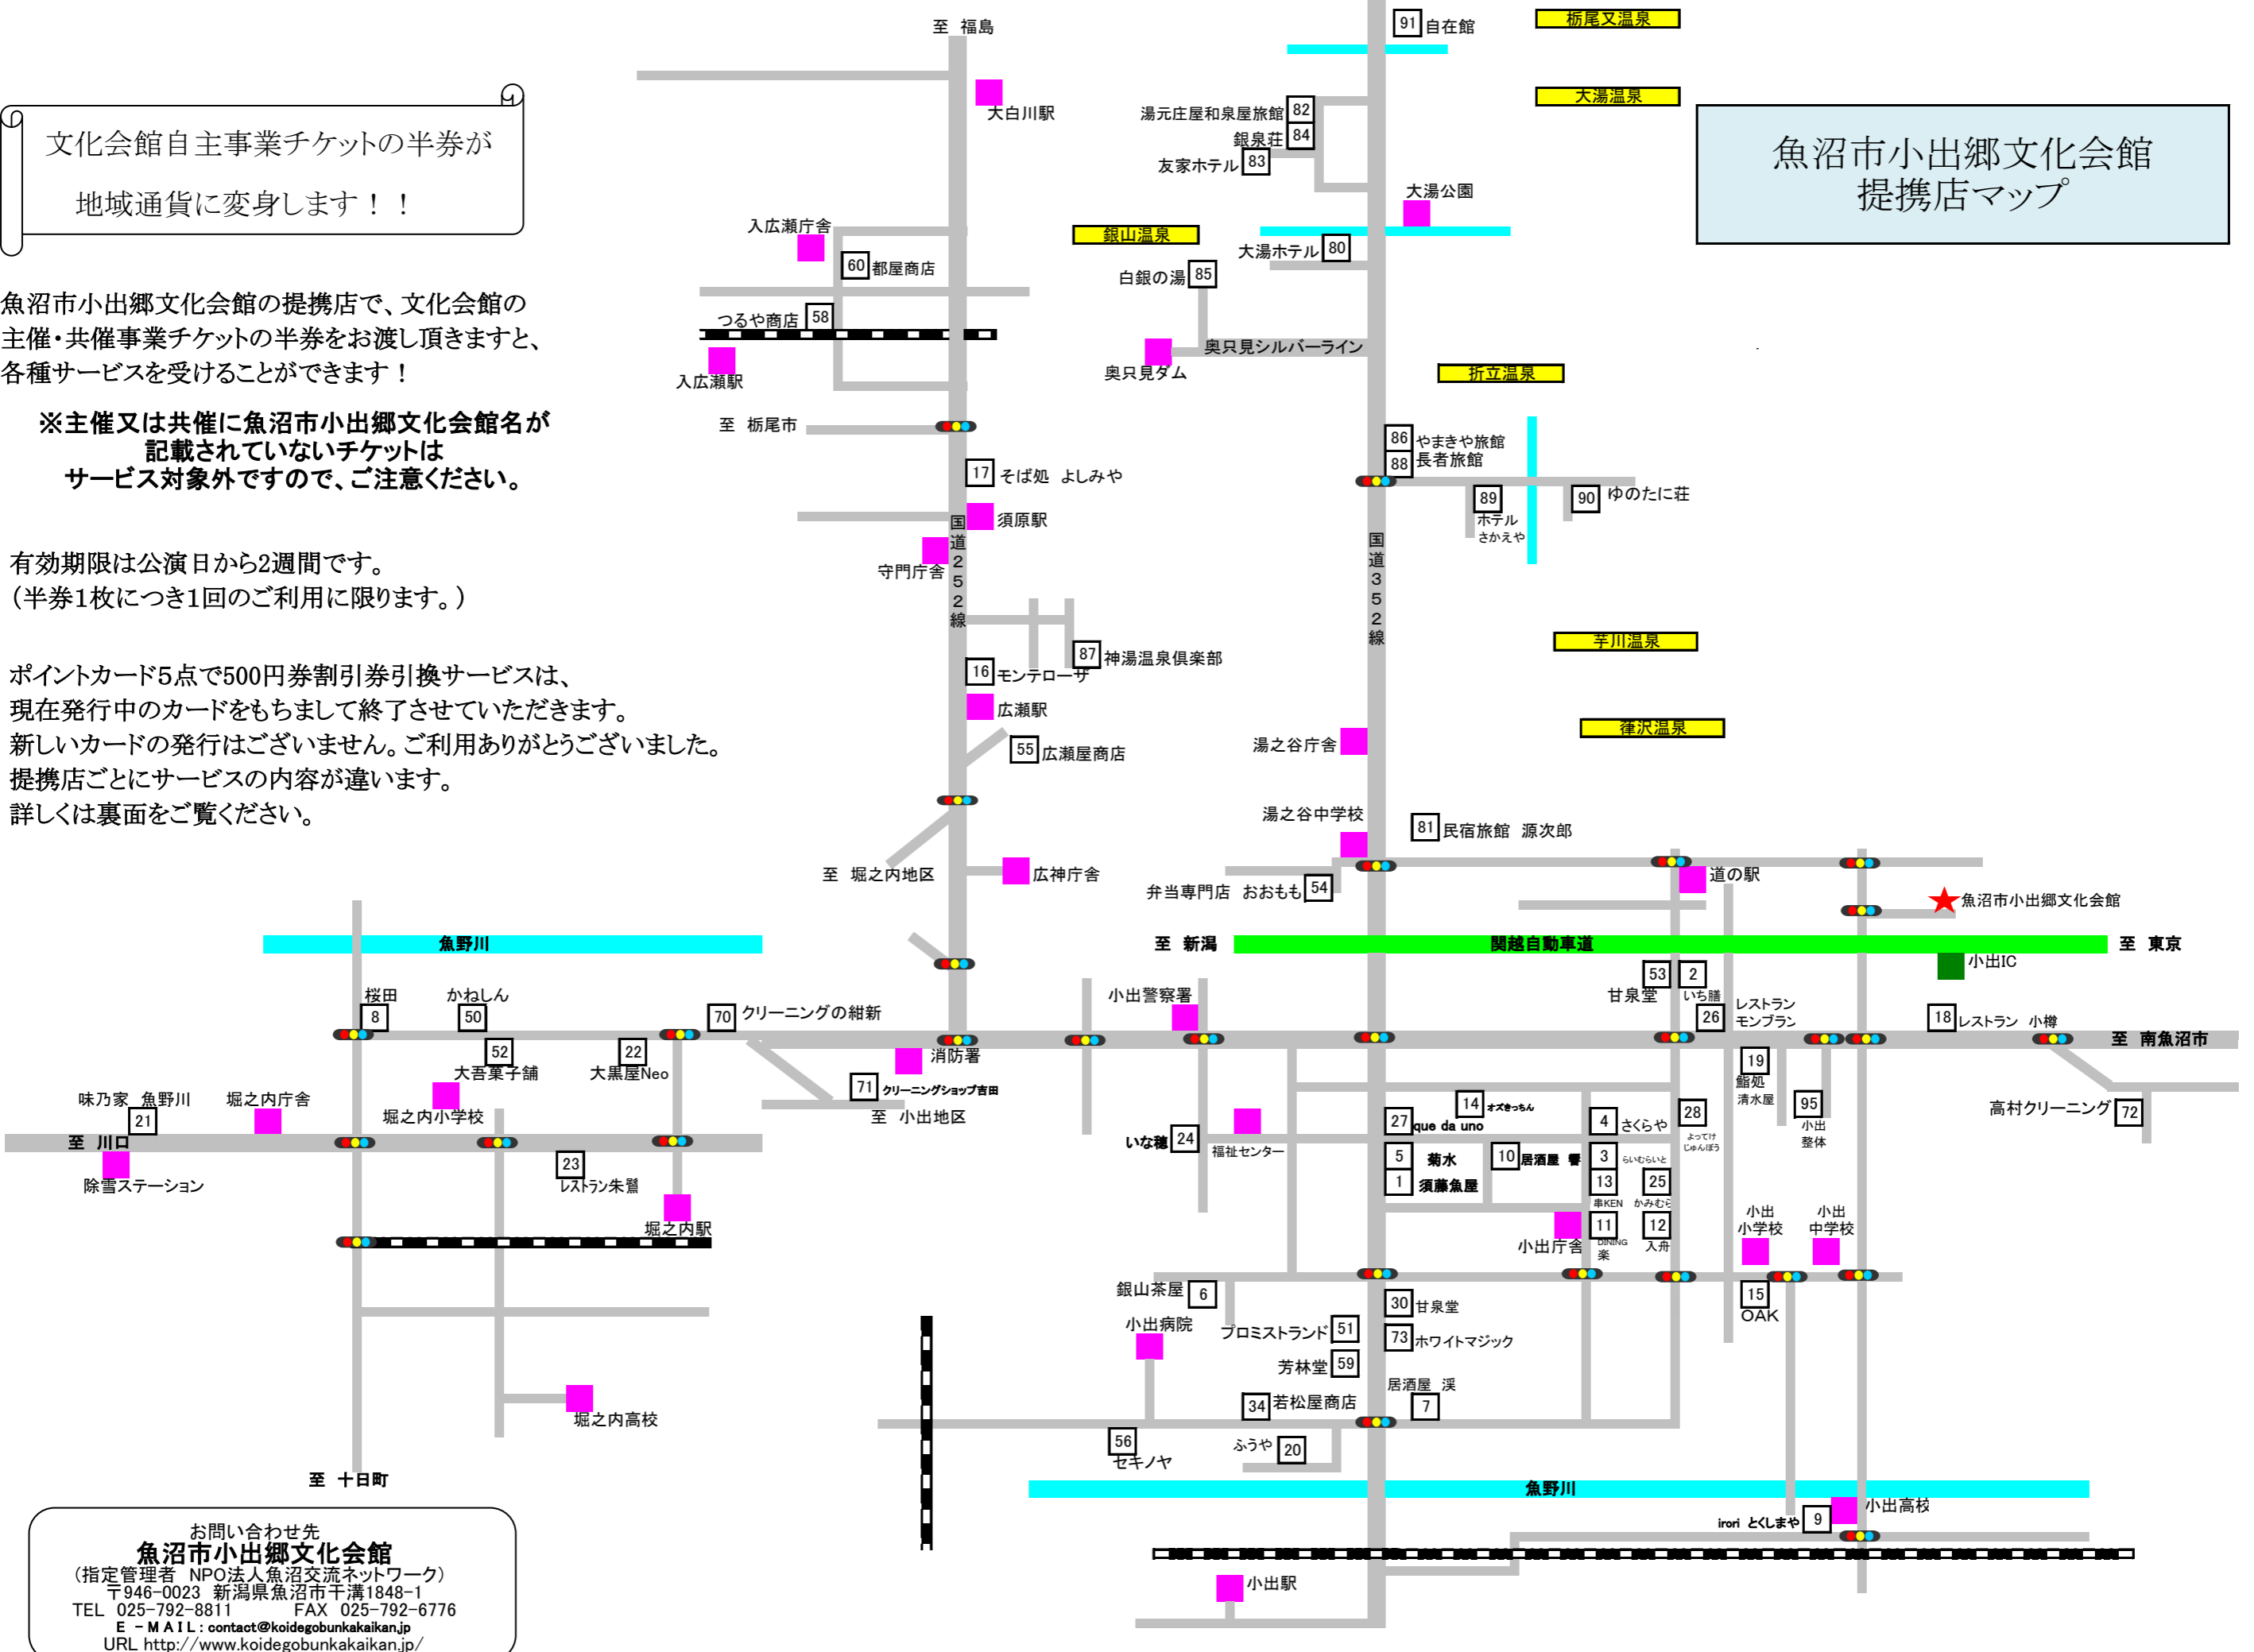 文化会館自主事業チケットの半券が
地域通貨に変身します！！
魚沼市小出郷文化会館の提携店で、文化会館の
主催・共催事業チケットの半券をお渡し頂きますと、
各種サービスを受けることができます！
※主催又は共催に魚沼市小出郷文化会館名が
記載されていないチケットは
サービス対象外ですので、ご注意ください。
有効期限は公演日から2週間です。
（半券１枚につき１回のご利用に限ります。）
ポイントカード５点で500円券割引券引換サービスは、
現在発行中のカードをもちまして終了させていただきます。
新しいカードの発行はございません。ご利用ありがとうございました。
提携店ごとにサービスの内容が違います。
詳しくは裏面をご覧ください。
魚沼市小出郷文化会館
提携店マップ
至 福島
大白川駅
入広瀬庁舎
60 都屋商店
つるや商店 58
入広瀬駅
至 栃尾市
17 そば処 よしみや
須原駅
守門庁舎
国道２５２線
87 神湯温泉倶楽部
16 モンテローザ
広瀬駅
55 広瀬屋商店
至 堀之内地区
広神庁舎
91 自在館
栃尾又温泉
大湯温泉
湯元庄屋和泉屋旅館 82
銀泉荘 84
友家ホテル 83
大湯公園
銀山温泉
大湯ホテル 80
白銀の湯 85
奥只見シルバーライン
奥只見ダム
折立温泉
86 やまきや旅館
88 長者旅館
89
ホテル
さかえや
90 ゆのたに荘
国道３５２線
芋川温泉
葎沢温泉
湯之谷庁舎
湯之谷中学校
81 民宿旅館 源次郎
弁当専門店 おおもも 54
道の駅
魚沼市小出郷文化会館
至 新潟
関越自動車道
至 東京
小出IC
魚野川
桜田
8
かねしん
50
52
大吾菓子舗
22
大黒屋Neo
70 クリーニングの紺新
消防署
71 クリーニングショップ吉田
至 小出地区
味乃家 魚野川
21
堀之内庁舎
堀之内小学校
至 川口
除雪ステーション
23
レストラン朱鷺
堀之内駅
堀之内高校
至 十日町
小出警察署
53
甘泉堂
2
いち膳
26
レストラン
モンブラン
18 レストラン 小樽
至 南魚沼市
19
鮨処
清水屋
95
小出
整体
高村クリーニング 72
いな穂 24
福祉センター
27 que da uno
14 オズきっちん
4 さくらや
28
よってけ
じゅんぼう
5 菊水
10 居酒屋 響
3 らいむらいと
1 須藤魚屋
13
串KEN
25
かみむら
小出庁舎
11
DINING
楽
12
入舟
小出
小学校
小出
中学校
銀山茶屋 6
15
OAK
30 甘泉堂
プロミストランド 51
73 ホワイトマジック
小出病院
芳林堂 59
居酒屋 渓
7
34 若松屋商店
56
セキノヤ
ふうや 20
魚野川
小出高校
irori とくしまや 9
小出駅
お問い合わせ先
魚沼市小出郷文化会館
（指定管理者 NPO法人魚沼交流ネットワーク）
〒946-0023 新潟県魚沼市干溝1848-1
TEL 025-792-8811 FAX 025-792-6776
E－MAIL：contact@koidegobunkakaikan.jp
URL http://www.koidegobunkakaikan.jp/